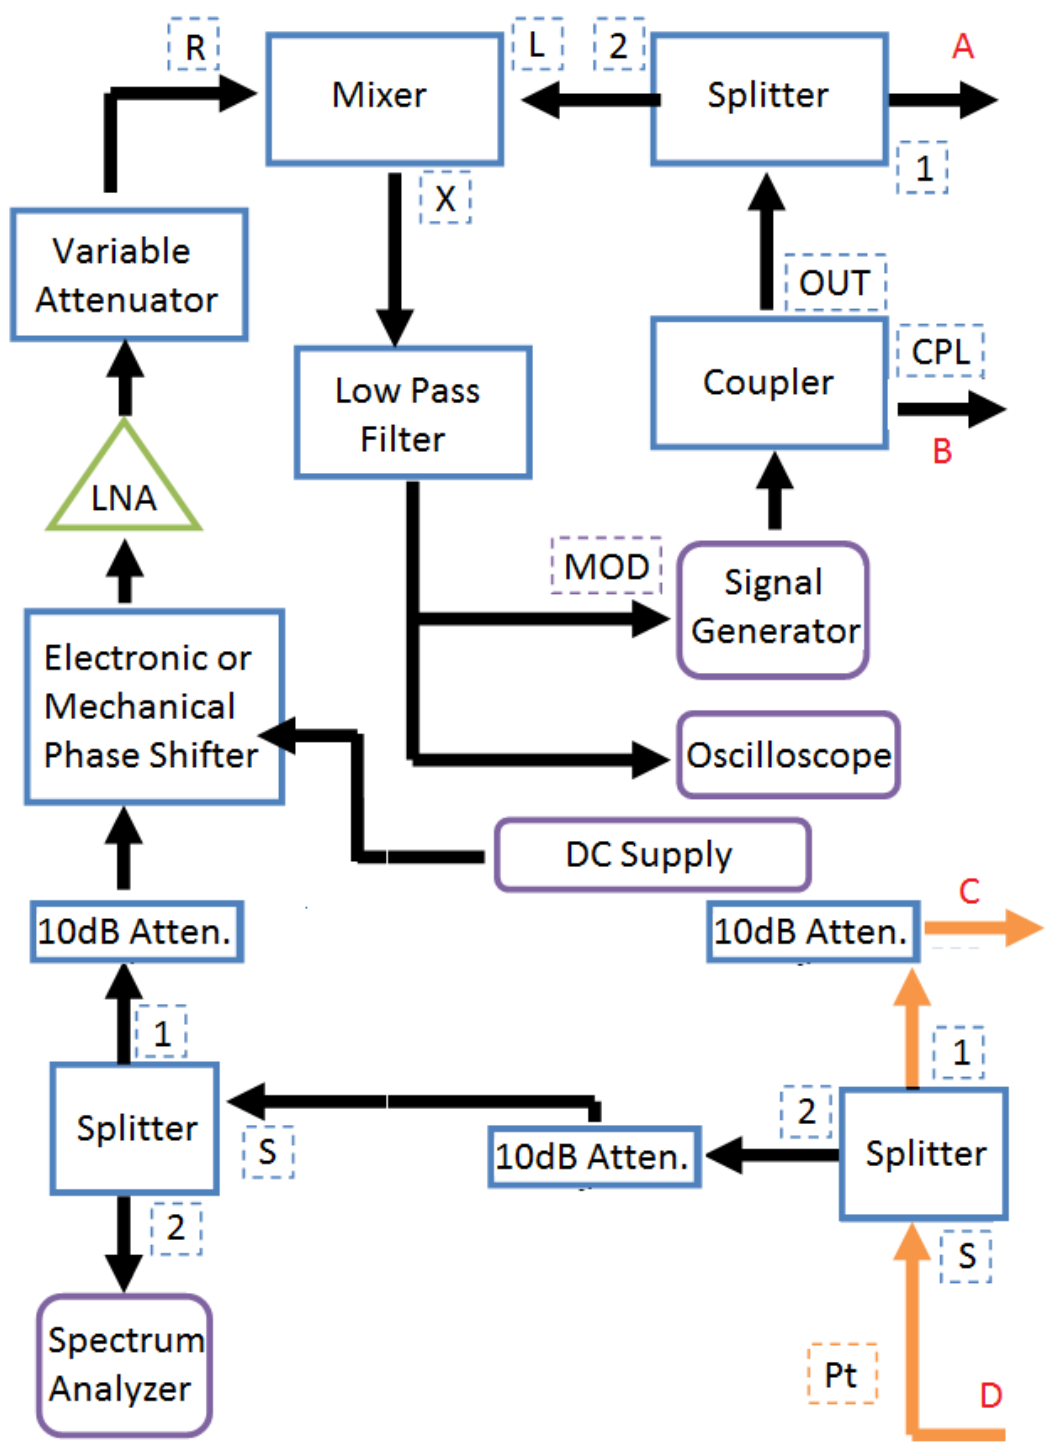 R
Mixer
L
2
Splitter
A
1
X
Variable
Attenuator
OUT
Low Pass
Filter
Coupler
CPL
B
LNA
MOD
Signal
Generator
Electronic or
Mechanical
Phase Shifter
Oscilloscope
DC Supply
10dB Atten.
10dB Atten.
C
1
1
Splitter
S
2
10dB Atten.
2
Splitter
S
Spectrum
Analyzer
Pt
D